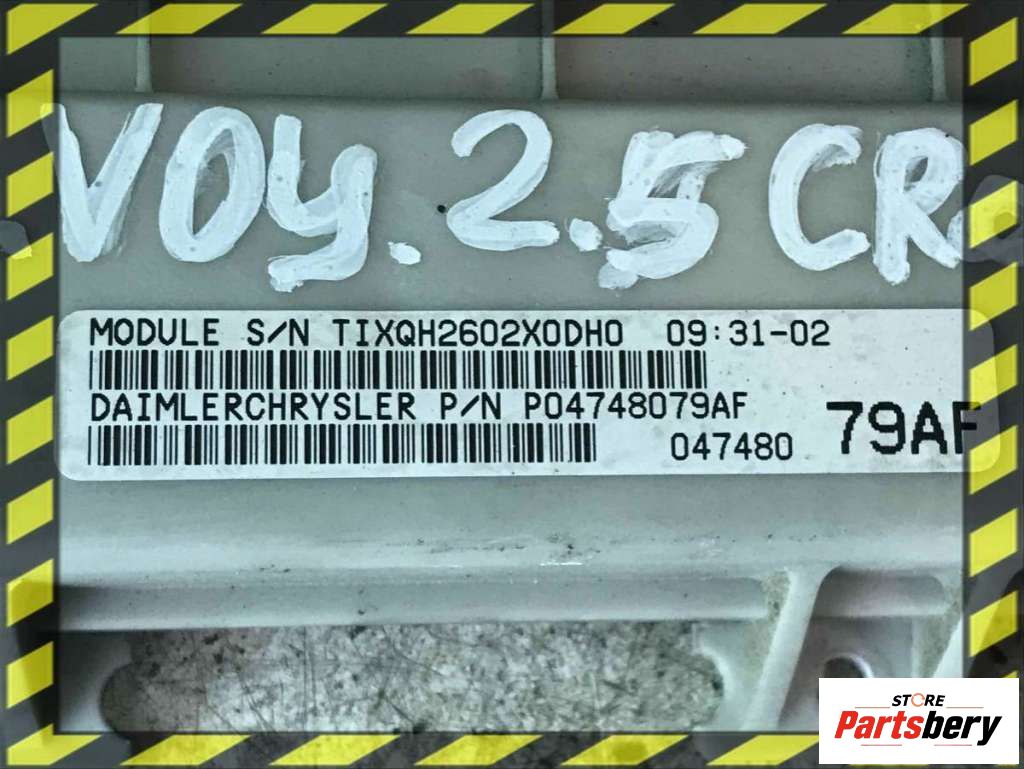 VOY. 2.5 CR
MODULE S/N TIXQH2602X0DH0 09:31-02
DAIMLERCHRYSLER P/N P04748079AF
047480 79AF
STORE
Partsbery